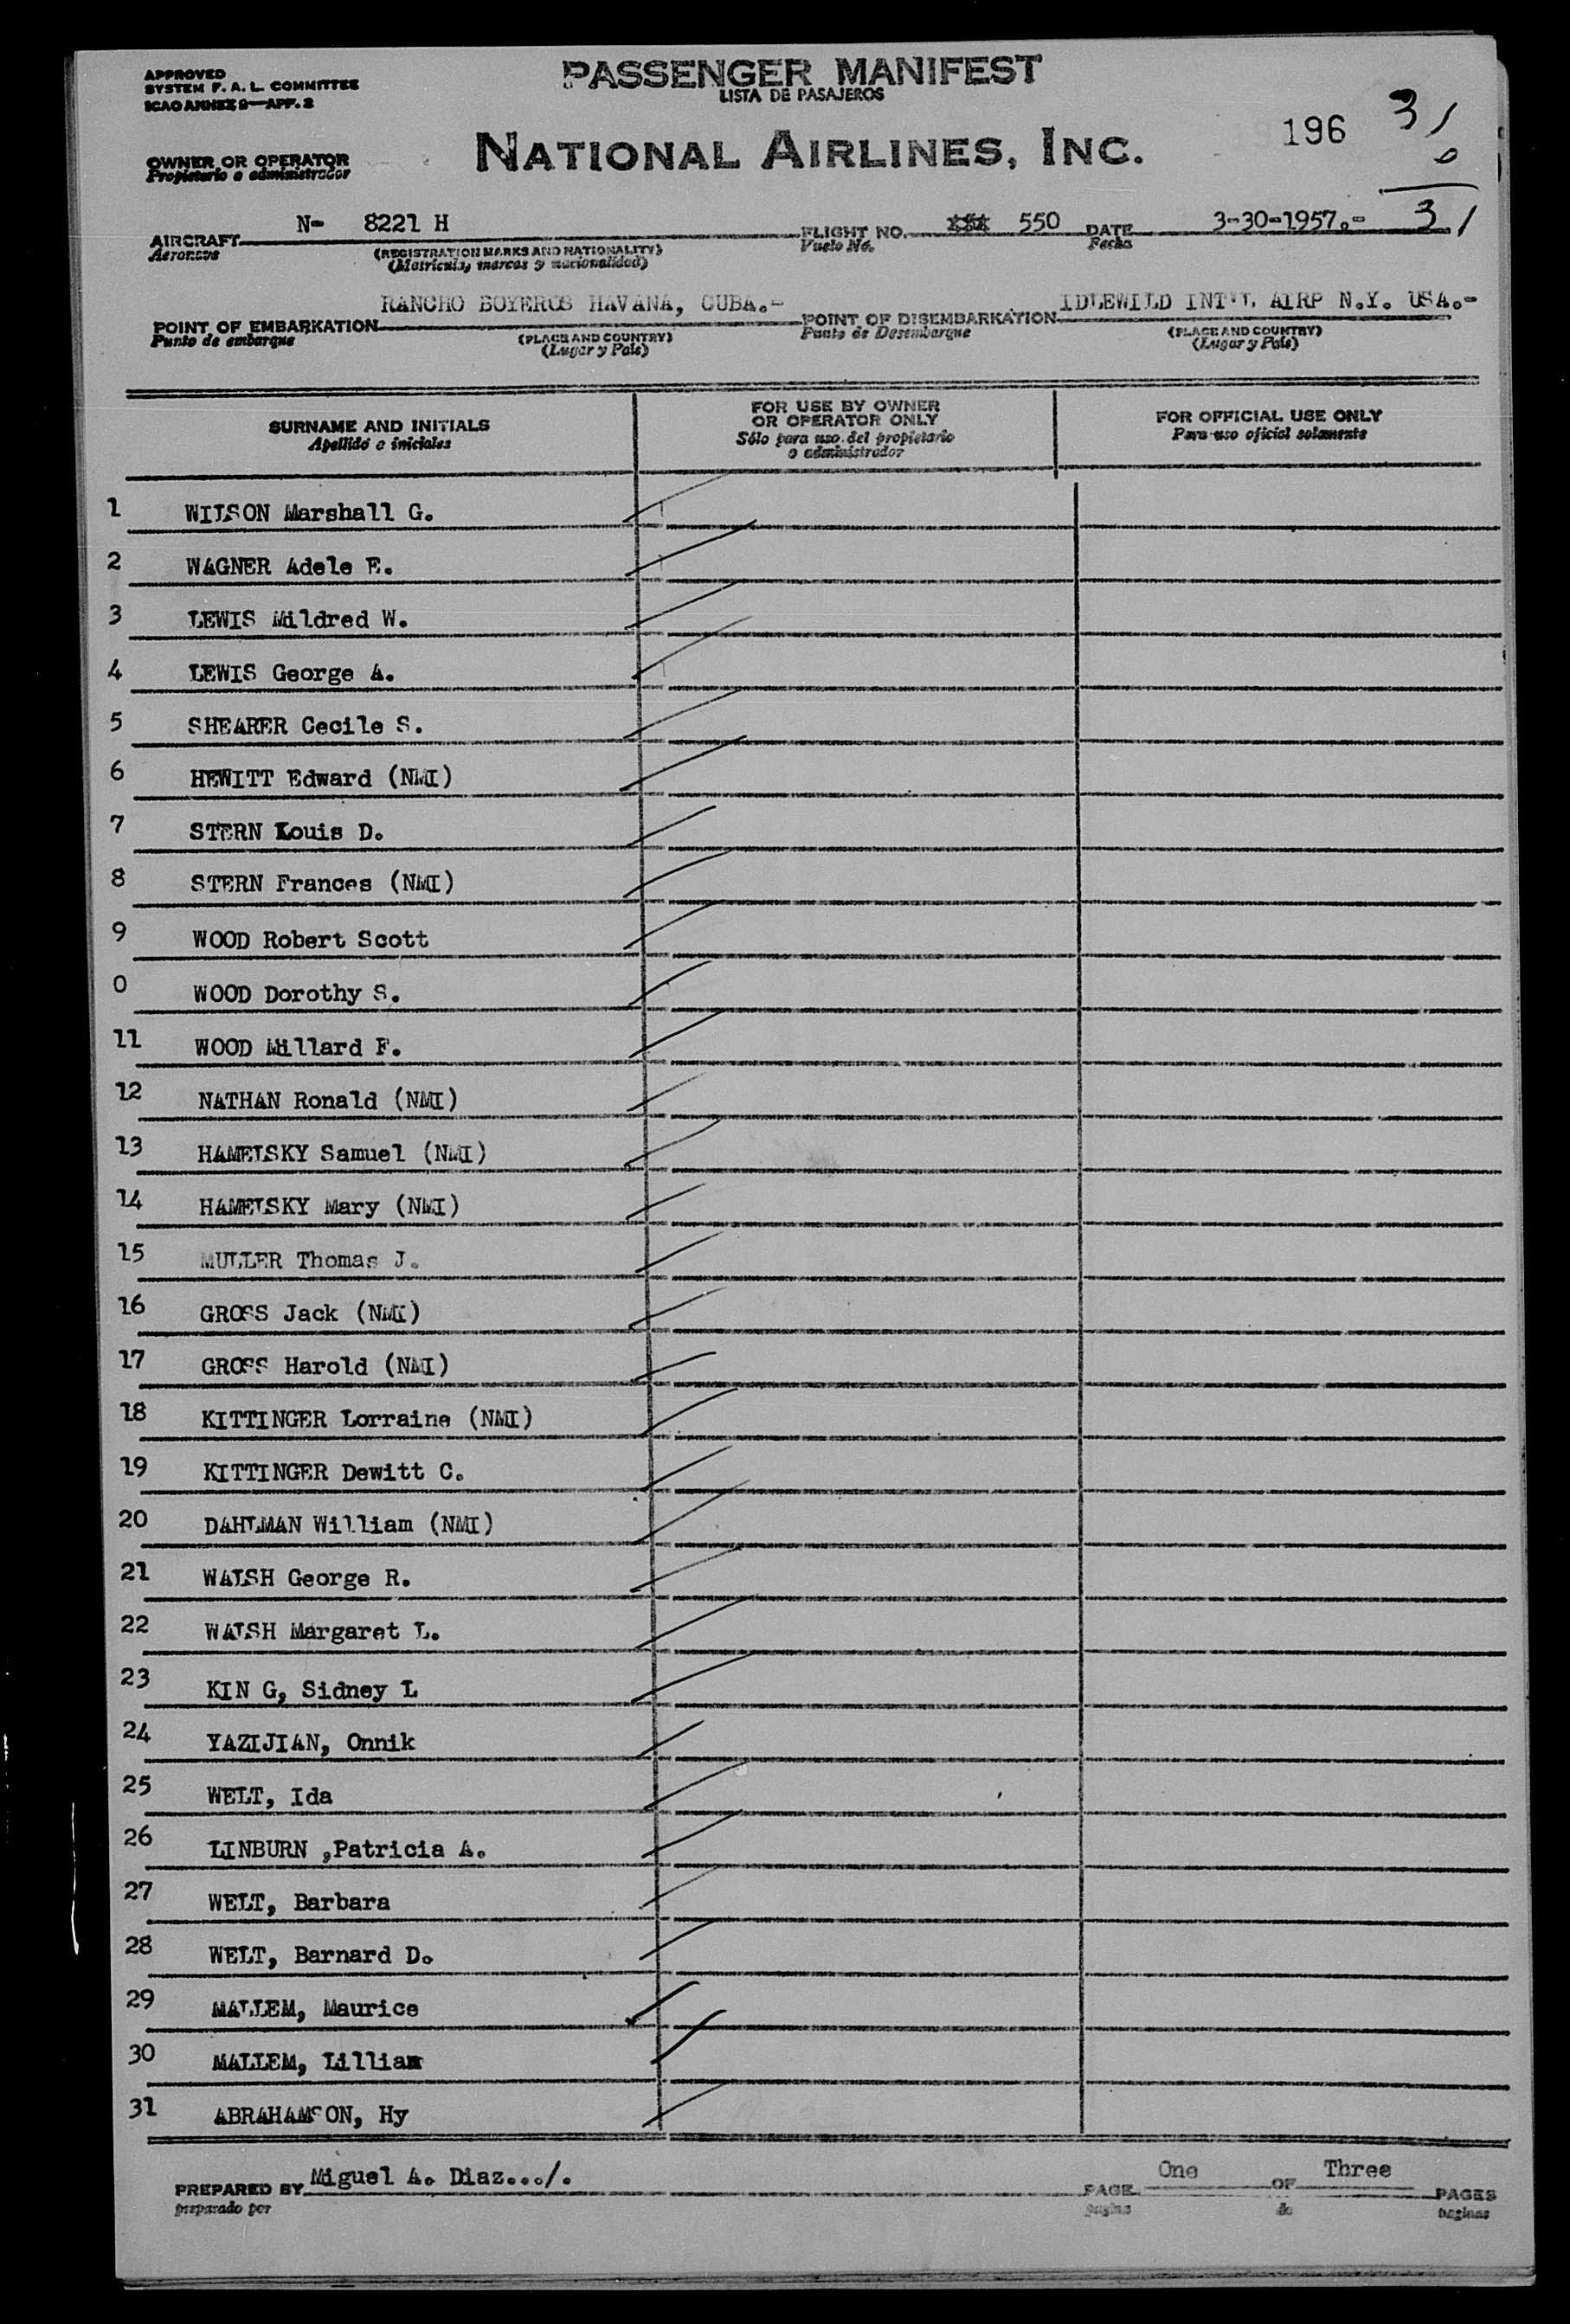 APPROVED
SYSTEM F. A. L. COMMITTEE
ICAO ANNEX 9—APP. 2
PASSENGER MANIFEST
LISTA DE PASAJEROS
196 31
0
31
OWNER OR OPERATOR
Propietario o administrador
NATIONAL AIRLINES, INC.
AIRCRAFT N- 8221 H FLIGHT NO. 550 DATE 3-30-1957.-
Aeronave (REGISTRATION MARKS AND NATIONALITY) Vuelo No. Fecha
(Matricula, marcas y nacionalidad)
POINT OF EMBARKATION RANCHO BOYEROS HAVANA, CUBA.- POINT OF DISEMBARKATION IDLEWILD INT'L AIRP N.Y. USA.-
Punto de embarque (PLACE AND COUNTRY) Punto de Desembarque (PLACE AND COUNTRY)
(Lugar y País) (Lugar y País)
SURNAME AND INITIALS
Apellido e iniciales
FOR USE BY OWNER
OR OPERATOR ONLY
Sólo para uso del propietario
o administrador
FOR OFFICIAL USE ONLY
Para uso oficial solamente
1 WILSON Marshall G.
2 WAGNER Adele E.
3 LEWIS Mildred W.
4 LEWIS George A.
5 SHEARER Cecile S.
6 HEWITT Edward (NMI)
7 STERN Louis D.
8 STERN Frances (NMI)
9 WOOD Robert Scott
0 WOOD Dorothy S.
11 WOOD Millard F.
12 NATHAN Ronald (NMI)
13 HAMELSKY Samuel (NMI)
14 HAMELSKY Mary (NMI)
15 MULLER Thomas J.
16 GROSS Jack (NMI)
17 GROSS Harold (NMI)
18 KITTINGER Lorraine (NMI)
19 KITTINGER Dewitt C.
20 DAHLMAN William (NMI)
21 WALSH George R.
22 WALSH Margaret L.
23 KIN G, Sidney L
24 YAZIJIAN, Onnik
25 WELT, Ida
26 LINBURN ,Patricia A.
27 WELT, Barbara
28 WELT, Barnard D.
29 MALLEM, Maurice
30 MALLEM, Lillian
31 ABRAHAMSON, Hy
PREPARED BY Miguel A. Diaz.../.
preparado por
PAGE One OF Three PAGES
pagina de paginas